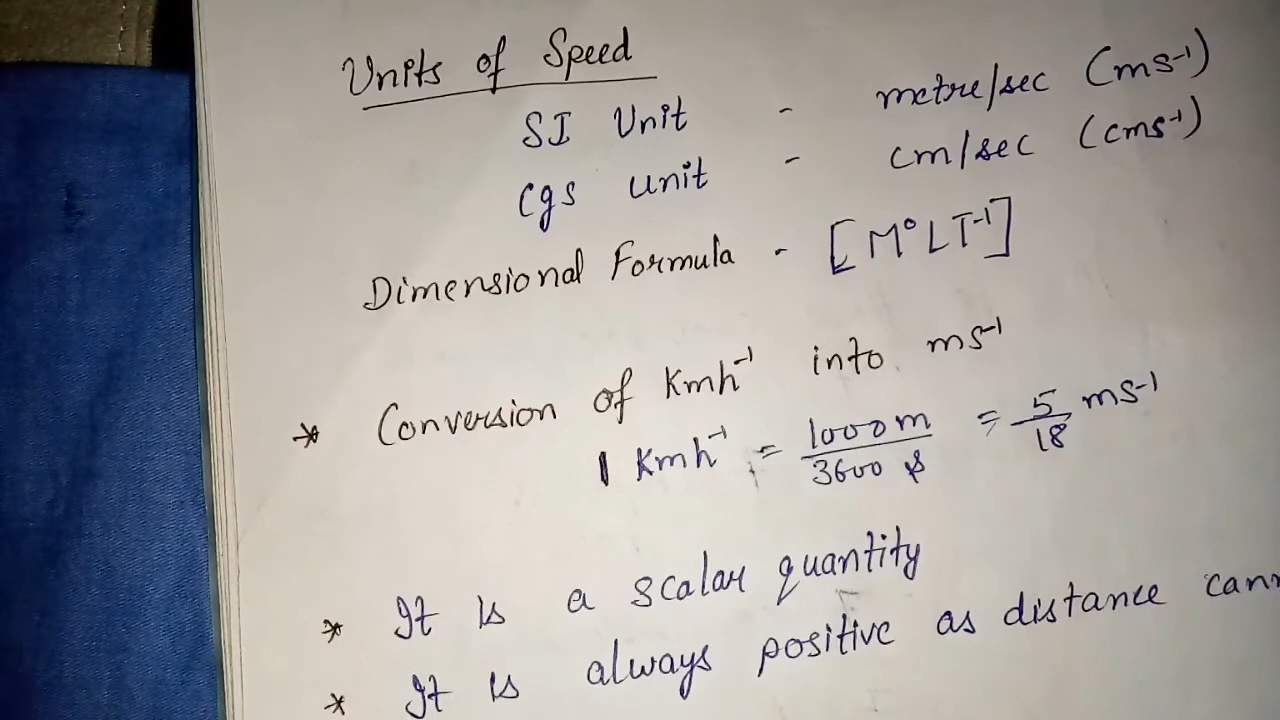 Units of Speed
SI Unit - metre/sec (ms⁻¹)
Cgs unit - cm/sec (cms⁻¹)
Dimensional Formula - [M⁰LT⁻¹]
* Conversion of Kmh⁻¹ into ms⁻¹
1 Kmh⁻¹ = 1000m/3600 s = 5/18 ms⁻¹
* It is a scalar quantity
* It is always positive as distance